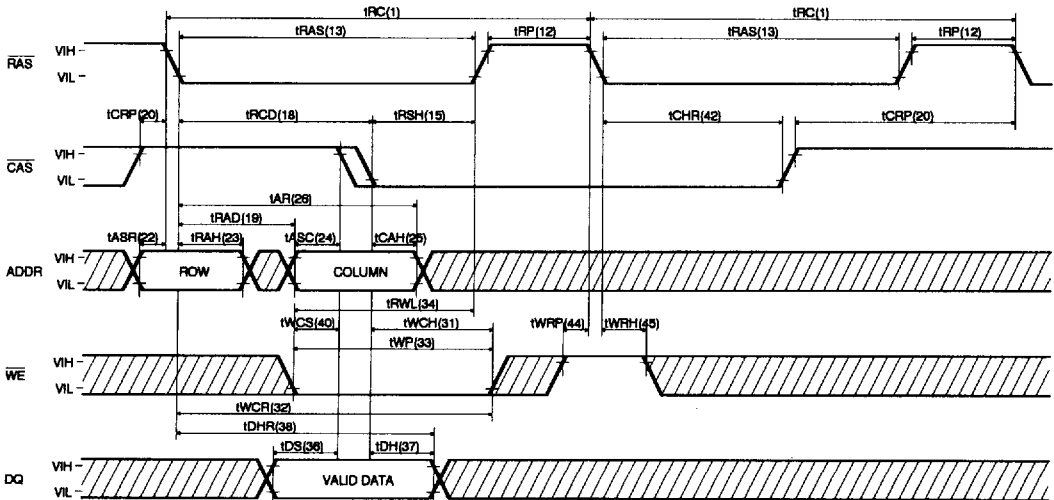 tRC(1) tRC(1)
tRAS(13) tRP(12) tRAS(13) tRP(12)
RAS VIH
VIL
tCRP(20) tRCD(18) tRSH(15) tCHR(42) tCRP(20)
CAS VIH
VIL
tAR(26)
tRAD(19)
tASR(22) tRAH(23) tASC(24) tCAH(25)
ADDR VIH ROW COLUMN
VIL
tRWL(34)
tWCS(40) tWCH(31) tWRP(44) tWRH(45)
tWP(33)
WE VIH
VIL
tWCR(32)
tDHR(38)
tDS(36) tDH(37)
DQ VIH VALID DATA
VIL